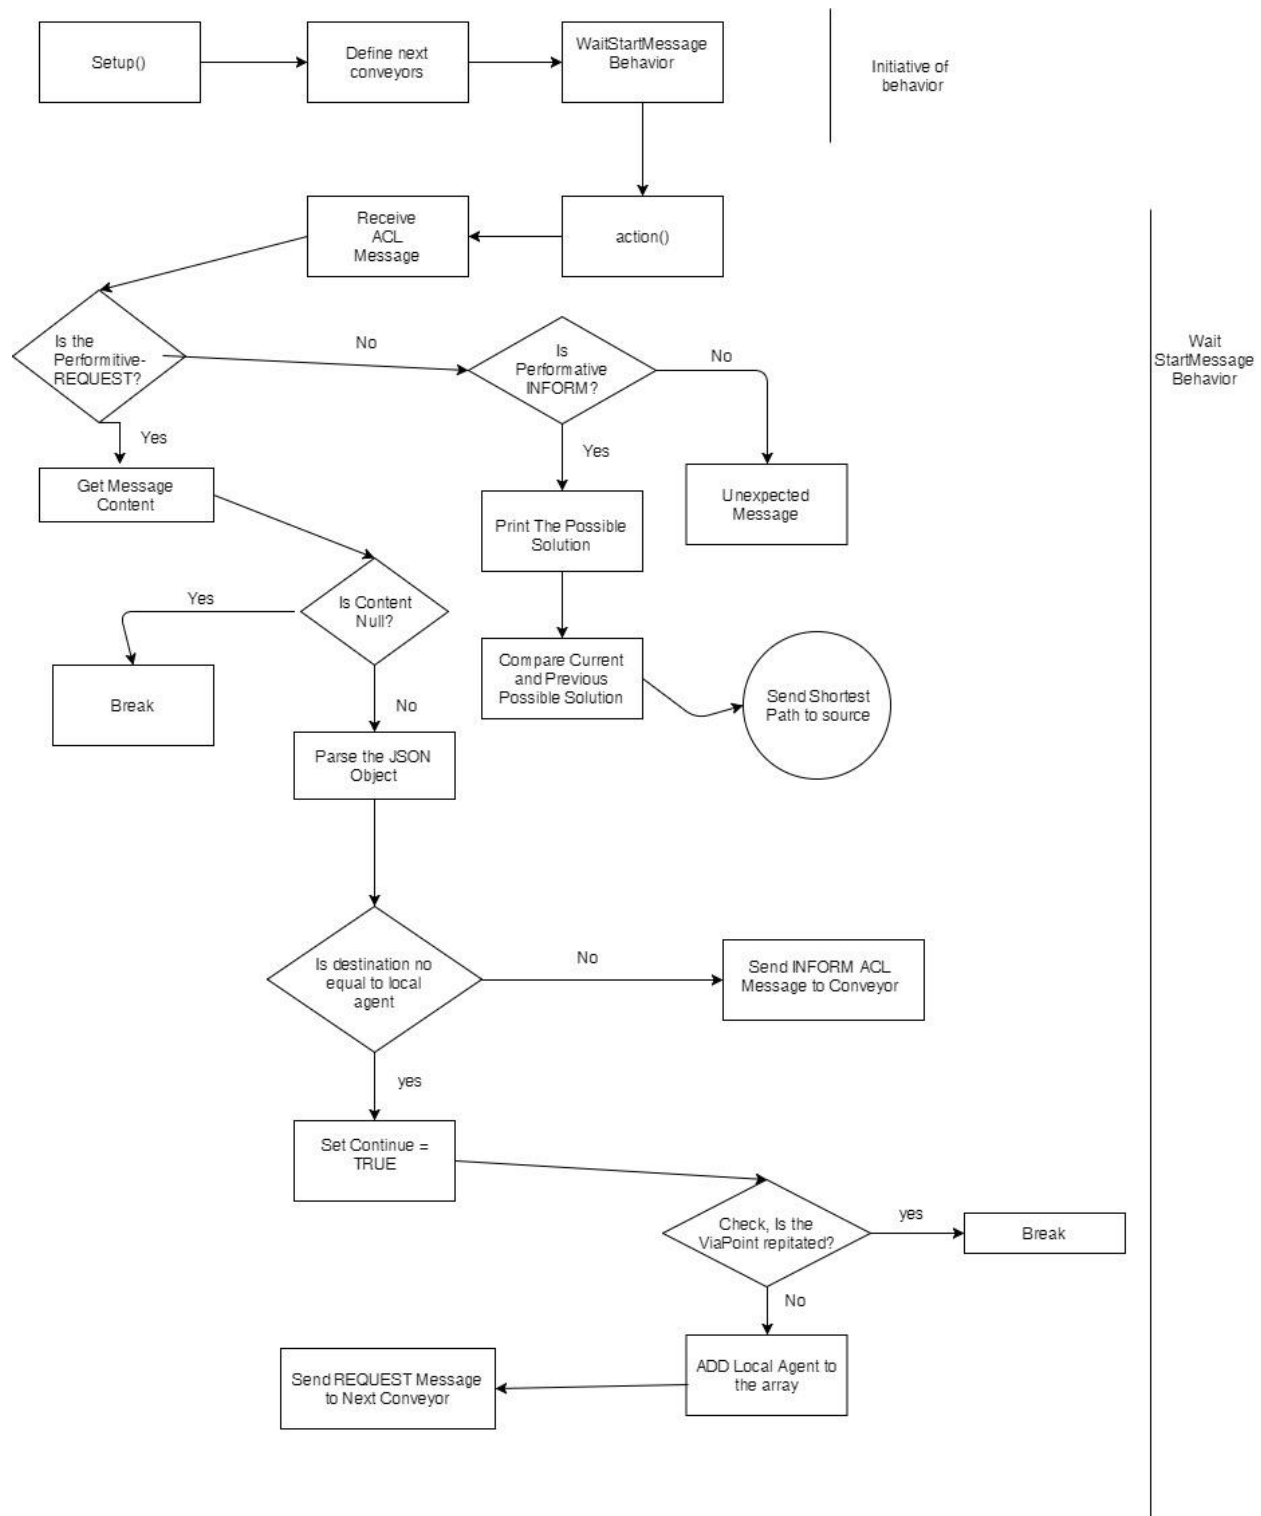 Setup()
Define next
conveyors
WaitStartMessage
Behavior
Initiative of
behavior
Receive
ACL
Message
action()
Wait
StartMessage
Behavior
Is the
Performitive-
REQUEST?
No
Is
Performative
INFORM?
No
Yes
Yes
Get Message
Content
Print The Possible
Solution
Unexpected
Message
Yes
Is Content
Null?
Break
No
Compare Current
and Previous
Possible Solution
Send Shortest
Path to source
Parse the JSON
Object
Is destination no
equal to local
agent
No
Send INFORM ACL
Message to Conveyor
yes
Set Continue =
TRUE
Check, Is the
ViaPoint repitated?
yes
Break
No
ADD Local Agent to
the array
Send REQUEST Message
to Next Conveyor